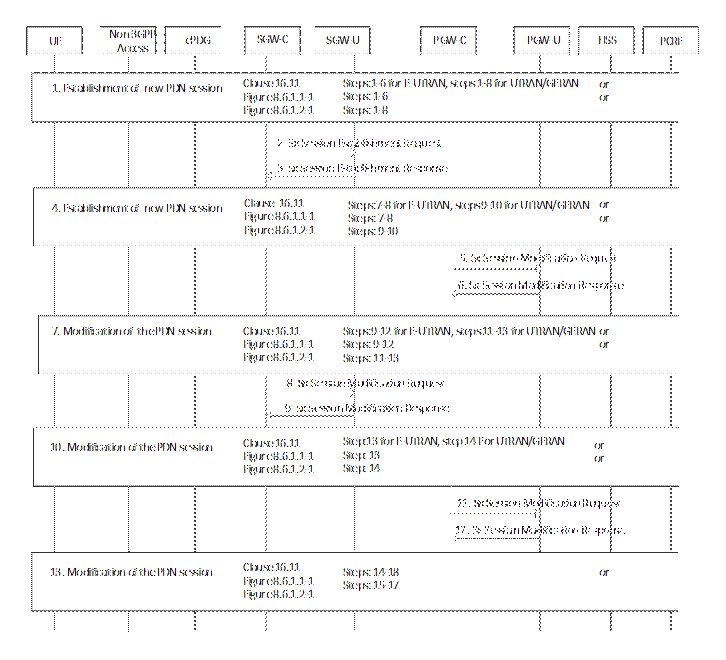 UE
Non 3GPP
Access
ePDG
SGW-C
SGW-U
PGW-C
PGW-U
HSS
PCRF
1. Establishment of new PDN session
Clause 16.11
Steps: 1-6 for E-UTRAN, steps 1-8 for UTRAN/GERAN
or
Figure 8.6.1.1-1
Steps: 1-6
or
Figure 8.6.1.2-1
Steps: 1-8
2. Sx Session Establishment Request
3. Sx Session Establishment Response
4. Establishment of new PDN session
Clause 16.11
Steps: 7-8 for E-UTRAN, steps 9-10 for UTRAN/GERAN
or
Figure 8.6.1.1-1
Steps: 7-8
or
Figure 8.6.1.2-1
Steps: 9-10
5. Sx Session Modification Request
6. Sx Session Modification Response
7. Modification of the PDN session
Clause 16.11
Steps: 9-12 for E-UTRAN, steps 11-13 for UTRAN/GERAN
or
Figure 8.6.1.1-1
Steps: 9-12
or
Figure 8.6.1.2-1
Steps: 11-13
8. Sx Session Modification Request
9. Sx Session Modification Response
10. Modification of the PDN session
Clause 16.11
Step: 13 for E-UTRAN, step 14 For UTRAN/GERAN
or
Figure 8.6.1.1-1
Step: 13
or
Figure 8.6.1.2-1
Step: 14
11. Sx Session Modification Request
12. Sx Session Modification Response
13. Modification of the PDN session
Clause 16.11
Steps: 14-18
or
Figure 8.6.1.1-1
Steps: 15-17
Figure 8.6.1.2-1